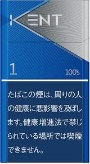 KENT
1
100's
たばこの煙は、周りの人
の健康に悪影響を及ぼし
ます。健康増進法で禁じ
られている場所では喫煙
できません。